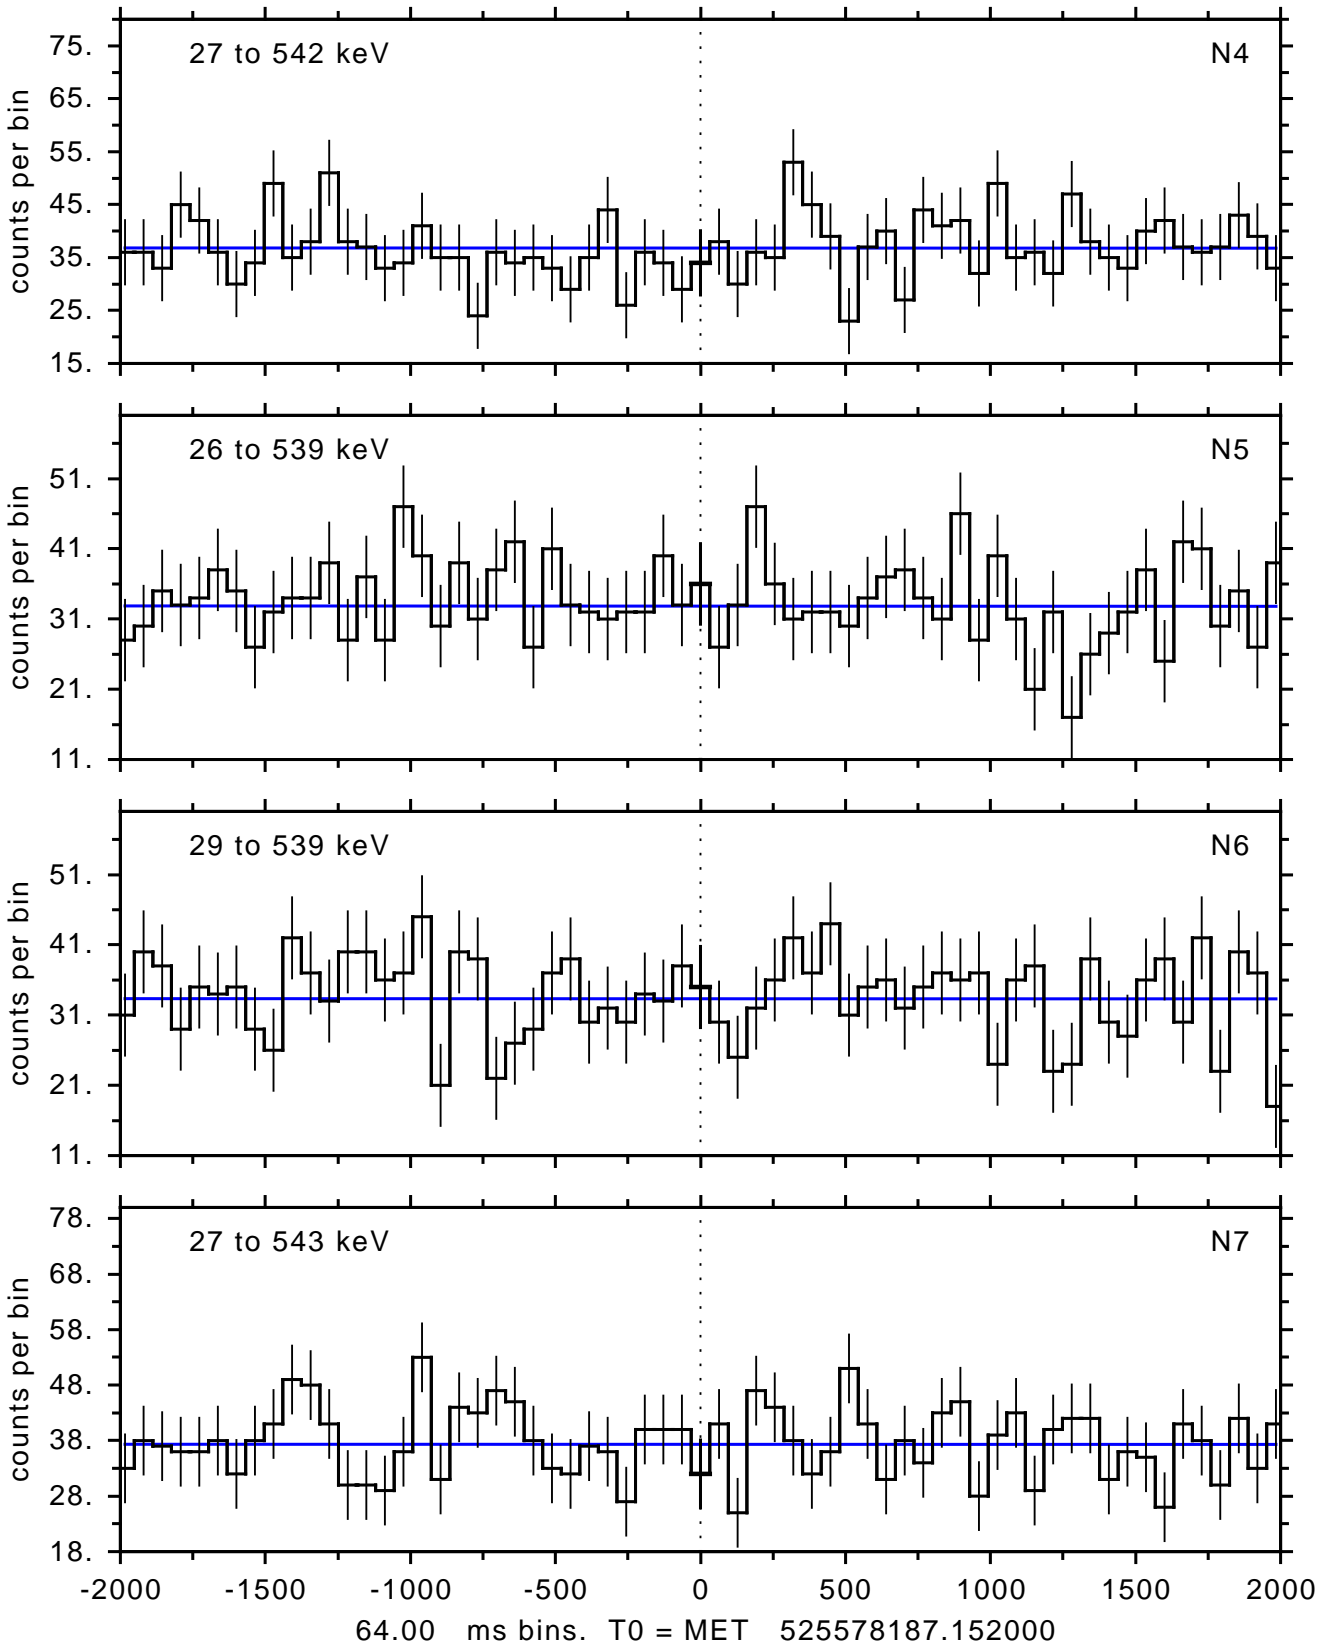 27 to 542 keV N4
75.
65.
55.
45.
35.
25.
15.
counts per bin
26 to 539 keV N5
51.
41.
31.
21.
11.
counts per bin
29 to 539 keV N6
51.
41.
31.
21.
11.
counts per bin
27 to 543 keV N7
78.
68.
58.
48.
38.
28.
18.
counts per bin
-2000 -1500 -1000 -500 0 500 1000 1500 2000
64.00 ms bins. T0 = MET 525578187.152000